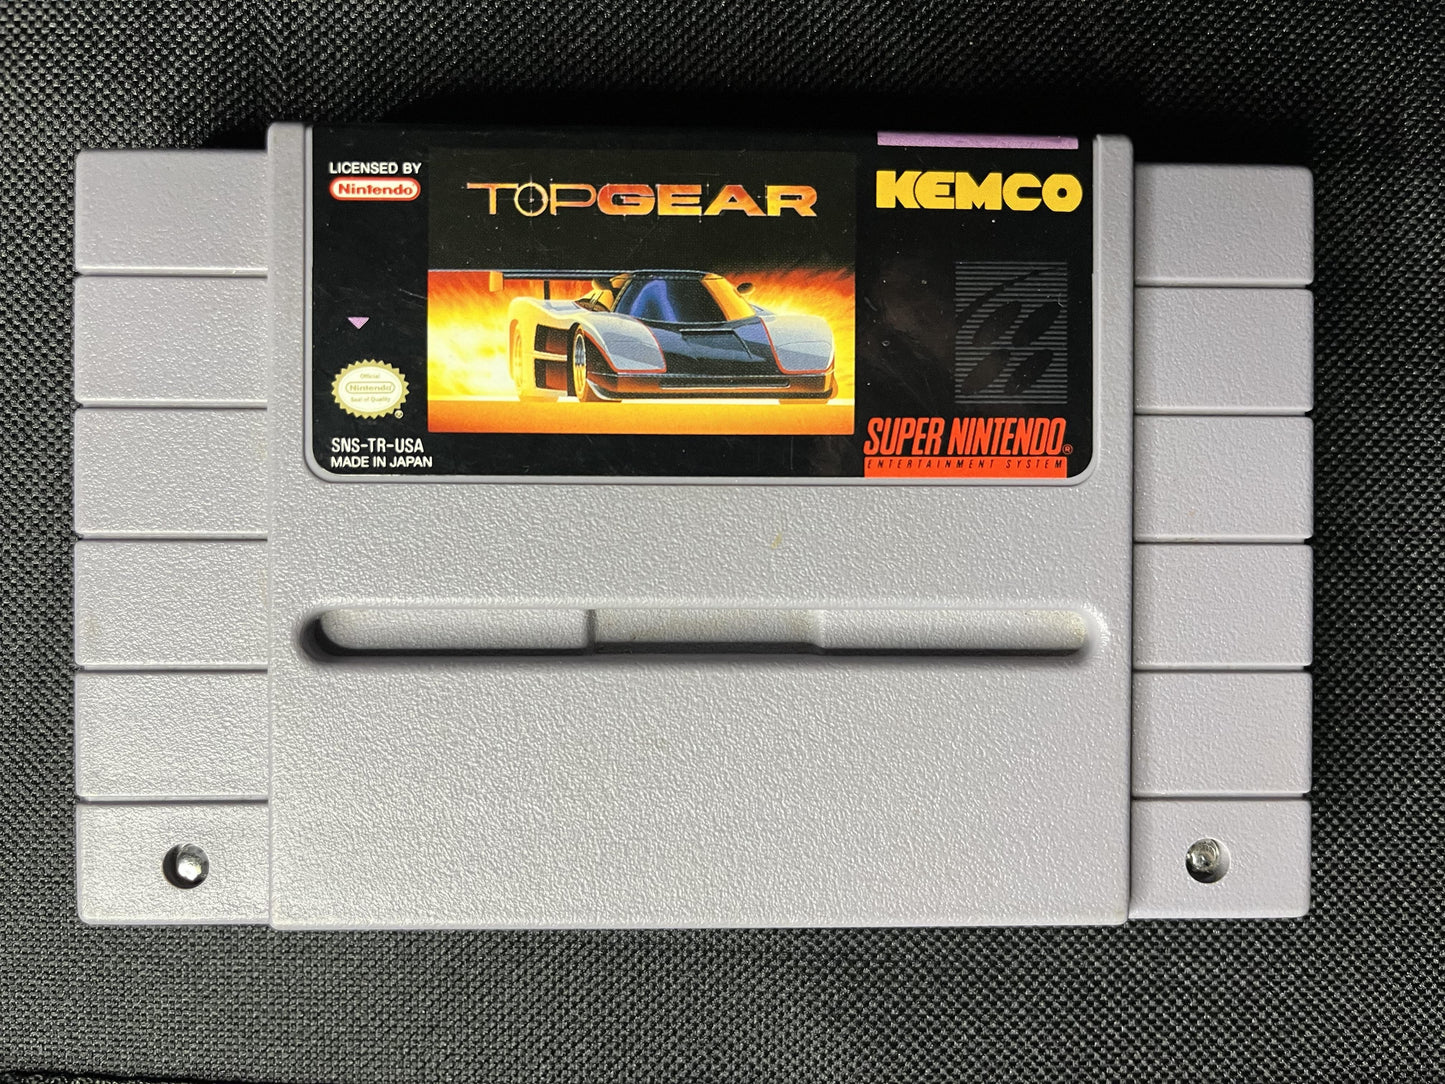 LICENSED BY
Nintendo
TOPGEAR
KEMCO
Official
Nintendo
Seal of Quality
®
SNS-TR-USA
MADE IN JAPAN
SUPER NINTENDO®
ENTERTAINMENT SYSTEM